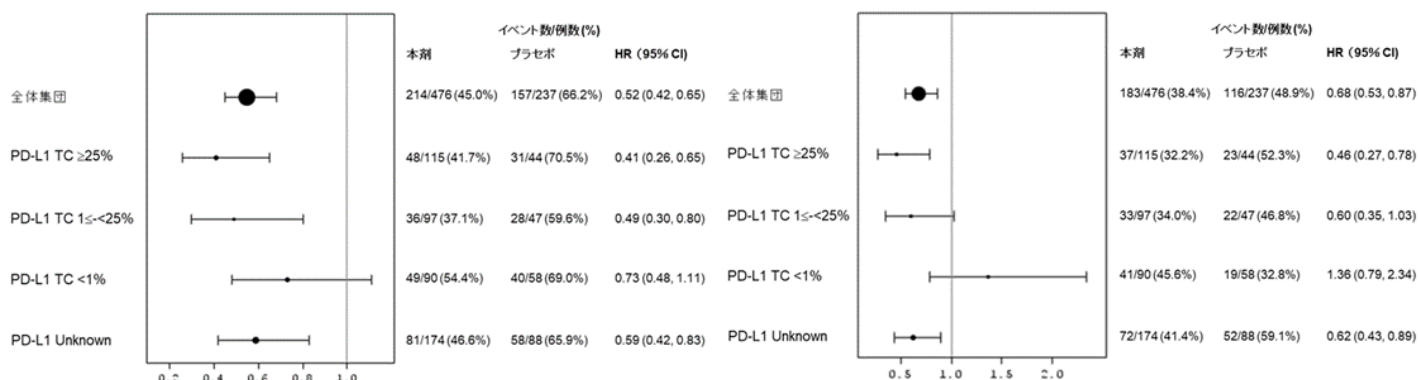 イベント数/例数(%)
本剤 プラセボ HR (95% CI)
全体集団 214/476 (45.0%) 157/237 (66.2%) 0.52 (0.42, 0.65)
PD-L1 TC ≥25% 48/115 (41.7%) 31/44 (70.5%) 0.41 (0.26, 0.65)
PD-L1 TC 1≤-<25% 36/97 (37.1%) 28/47 (59.6%) 0.49 (0.30, 0.80)
PD-L1 TC <1% 49/90 (54.4%) 40/58 (69.0%) 0.73 (0.48, 1.11)
PD-L1 Unknown 81/174 (46.6%) 58/88 (65.9%) 0.59 (0.42, 0.83)
0.2 0.4 0.6 0.8 1.0
イベント数/例数(%)
本剤 プラセボ HR (95% CI)
全体集団 183/476 (38.4%) 116/237 (48.9%) 0.68 (0.53, 0.87)
PD-L1 TC ≥25% 37/115 (32.2%) 23/44 (52.3%) 0.46 (0.27, 0.78)
PD-L1 TC 1≤-<25% 33/97 (34.0%) 22/47 (46.8%) 0.60 (0.35, 1.03)
PD-L1 TC <1% 41/90 (45.6%) 19/58 (32.8%) 1.36 (0.79, 2.34)
PD-L1 Unknown 72/174 (41.4%) 52/88 (59.1%) 0.62 (0.43, 0.89)
0.5 1.0 1.5 2.0